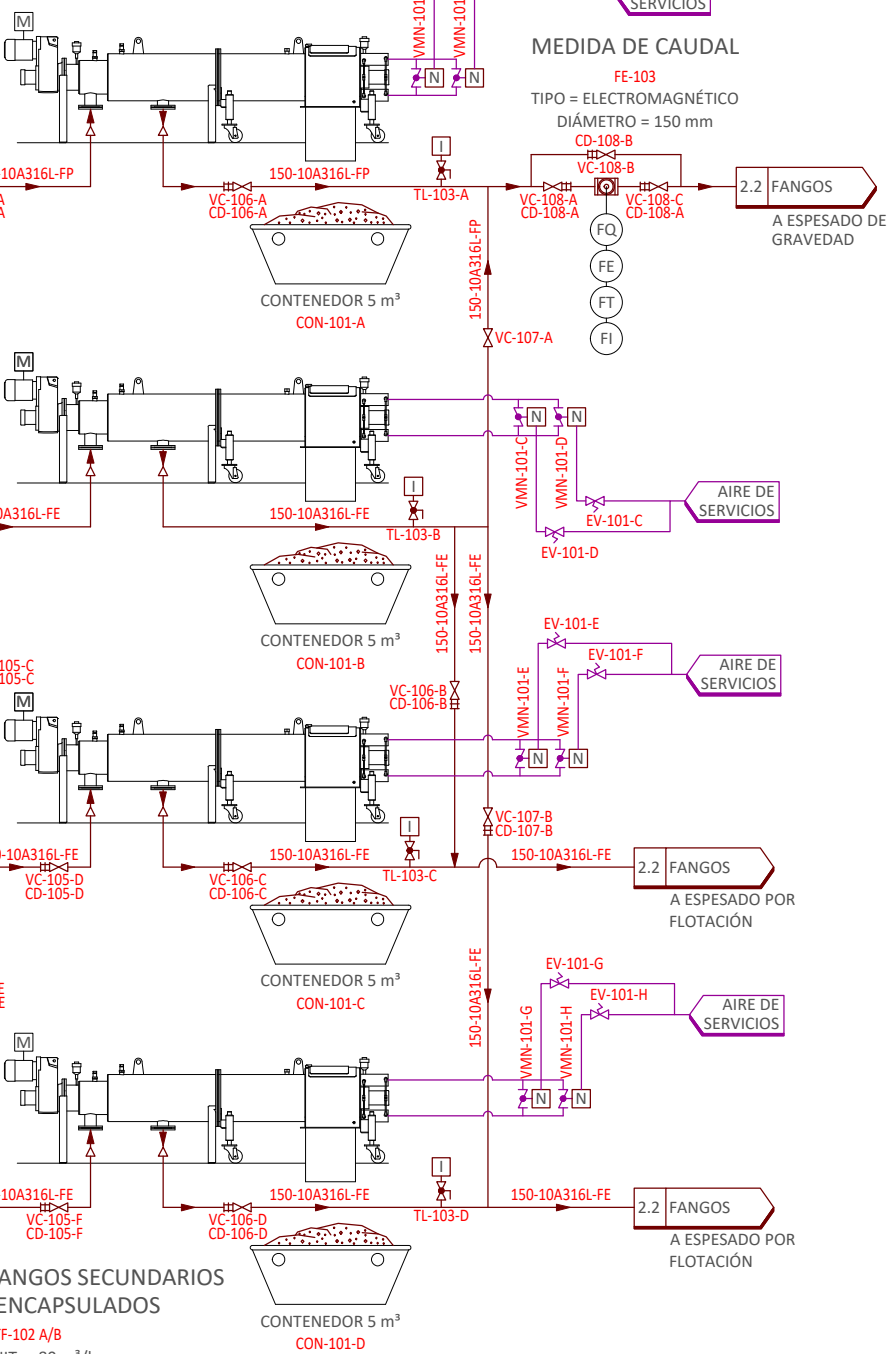 SERVICIOS
M
VMN-101
VMN-101
N
N
MEDIDA DE CAUDAL
FE-103
TIPO = ELECTROMAGNÉTICO
DIÁMETRO = 150 mm
CD-108-B
VC-108-B
I
-10A316L-FP
A
A
VC-106-A
CD-106-A
150-10A316L-FP
TL-103-A
VC-108-A
CD-108-A
VC-108-C
CD-108-A
2.2 FANGOS
A ESPESADO DE
GRAVEDAD
FQ
FE
FT
FI
CONTENEDOR 5 m³
CON-101-A
150-10A316L-FP
VC-107-A
M
N
N
VMN-101-C
VMN-101-D
AIRE DE
SERVICIOS
EV-101-C
EV-101-D
I
0A316L-FE
150-10A316L-FE
TL-103-B
CONTENEDOR 5 m³
CON-101-B
150-10A316L-FE
150-10A316L-FE
EV-101-E
EV-101-F
AIRE DE
SERVICIOS
105-C
105-C
M
VC-106-B
CD-106-B
VMN-101-E
VMN-101-F
N
N
VC-107-B
CD-107-B
I
0-10A316L-FE
VC-105-D
CD-105-D
VC-106-C
CD-106-C
150-10A316L-FE
TL-103-C
150-10A316L-FE
2.2 FANGOS
A ESPESADO POR
FLOTACIÓN
CONTENEDOR 5 m³
CON-101-C
150-10A316L-FE
E
E
EV-101-G
EV-101-H
AIRE DE
SERVICIOS
M
VMN-101-G
VMN-101-H
N
N
I
-10A316L-FE
VC-105-F
CD-105-F
VC-106-D
CD-106-D
150-10A316L-FE
TL-103-D
150-10A316L-FE
2.2 FANGOS
A ESPESADO POR
FLOTACIÓN
CONTENEDOR 5 m³
CON-101-D
ANGOS SECUNDARIOS
ENCAPSULADOS
F-102 A/B